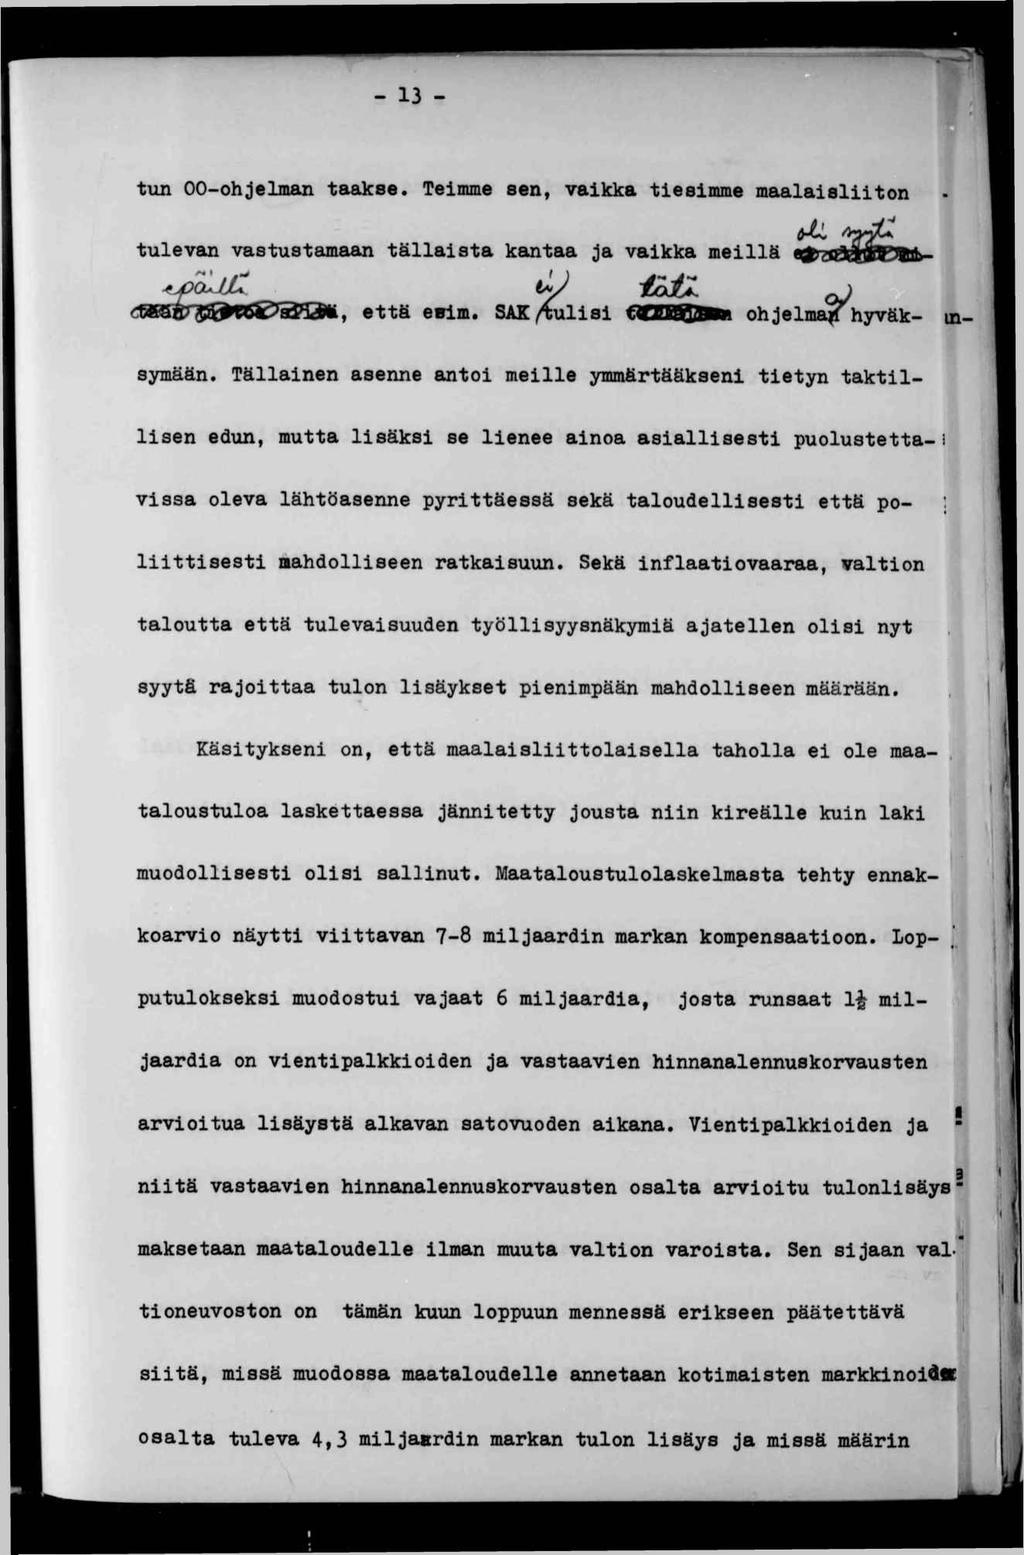 - 13 -
tun OO-ohjelman taakse. Teimme sen, vaikka tiesimme maalaisliiton
oli syytä
tulevan vastustamaan tällaista kantaa ja vaikka meillä
epäillä ei tätä a
, että esim. SAK tulisi ohjelman hyväk- in-
symään. Tällainen asenne antoi meille ymmärtääkseni tietyn taktil-
lisen edun, mutta lisäksi se lienee ainoa asiallisesti puolustetta-
vissa oleva lähtöasenne pyrittäessä sekä taloudellisesti että po-
liittisesti mahdolliseen ratkaisuun. Sekä inflaatiovaaraa, valtion
taloutta että tulevaisuuden työllisyysnäkymiä ajatellen olisi nyt
syytä rajoittaa tulon lisäykset pienimpään mahdolliseen määrään.
Käsitykseni on, että maalaisliittolaisella taholla ei ole maa-
taloustuloa laskettaessa jännitetty jousta niin kireälle kuin laki
muodollisesti olisi sallinut. Maataloustulolaskelmasta tehty ennak-
koarvio näytti viittavan 7-8 miljaardin markan kompensaatioon. Lop-
putulokseksi muodostui vajaat 6 miljaardia, josta runsaat 1½ mil-
jaardia on vientipalkkioiden ja vastaavien hinnanalennuskorvausten
arvioitua lisäystä alkavan satovuoden aikana. Vientipalkkioiden ja
niitä vastaavien hinnanalennuskorvausten osalta arvioitu tulonlisäys
maksetaan maataloudelle ilman muuta valtion varoista. Sen sijaan val-
tioneuvoston on tämän kuun loppuun mennessä erikseen päätettävä
siitä, missä muodossa maataloudelle annetaan kotimaisten markkinoiden
osalta tuleva 4,3 miljaardin markan tulon lisäys ja missä määrin